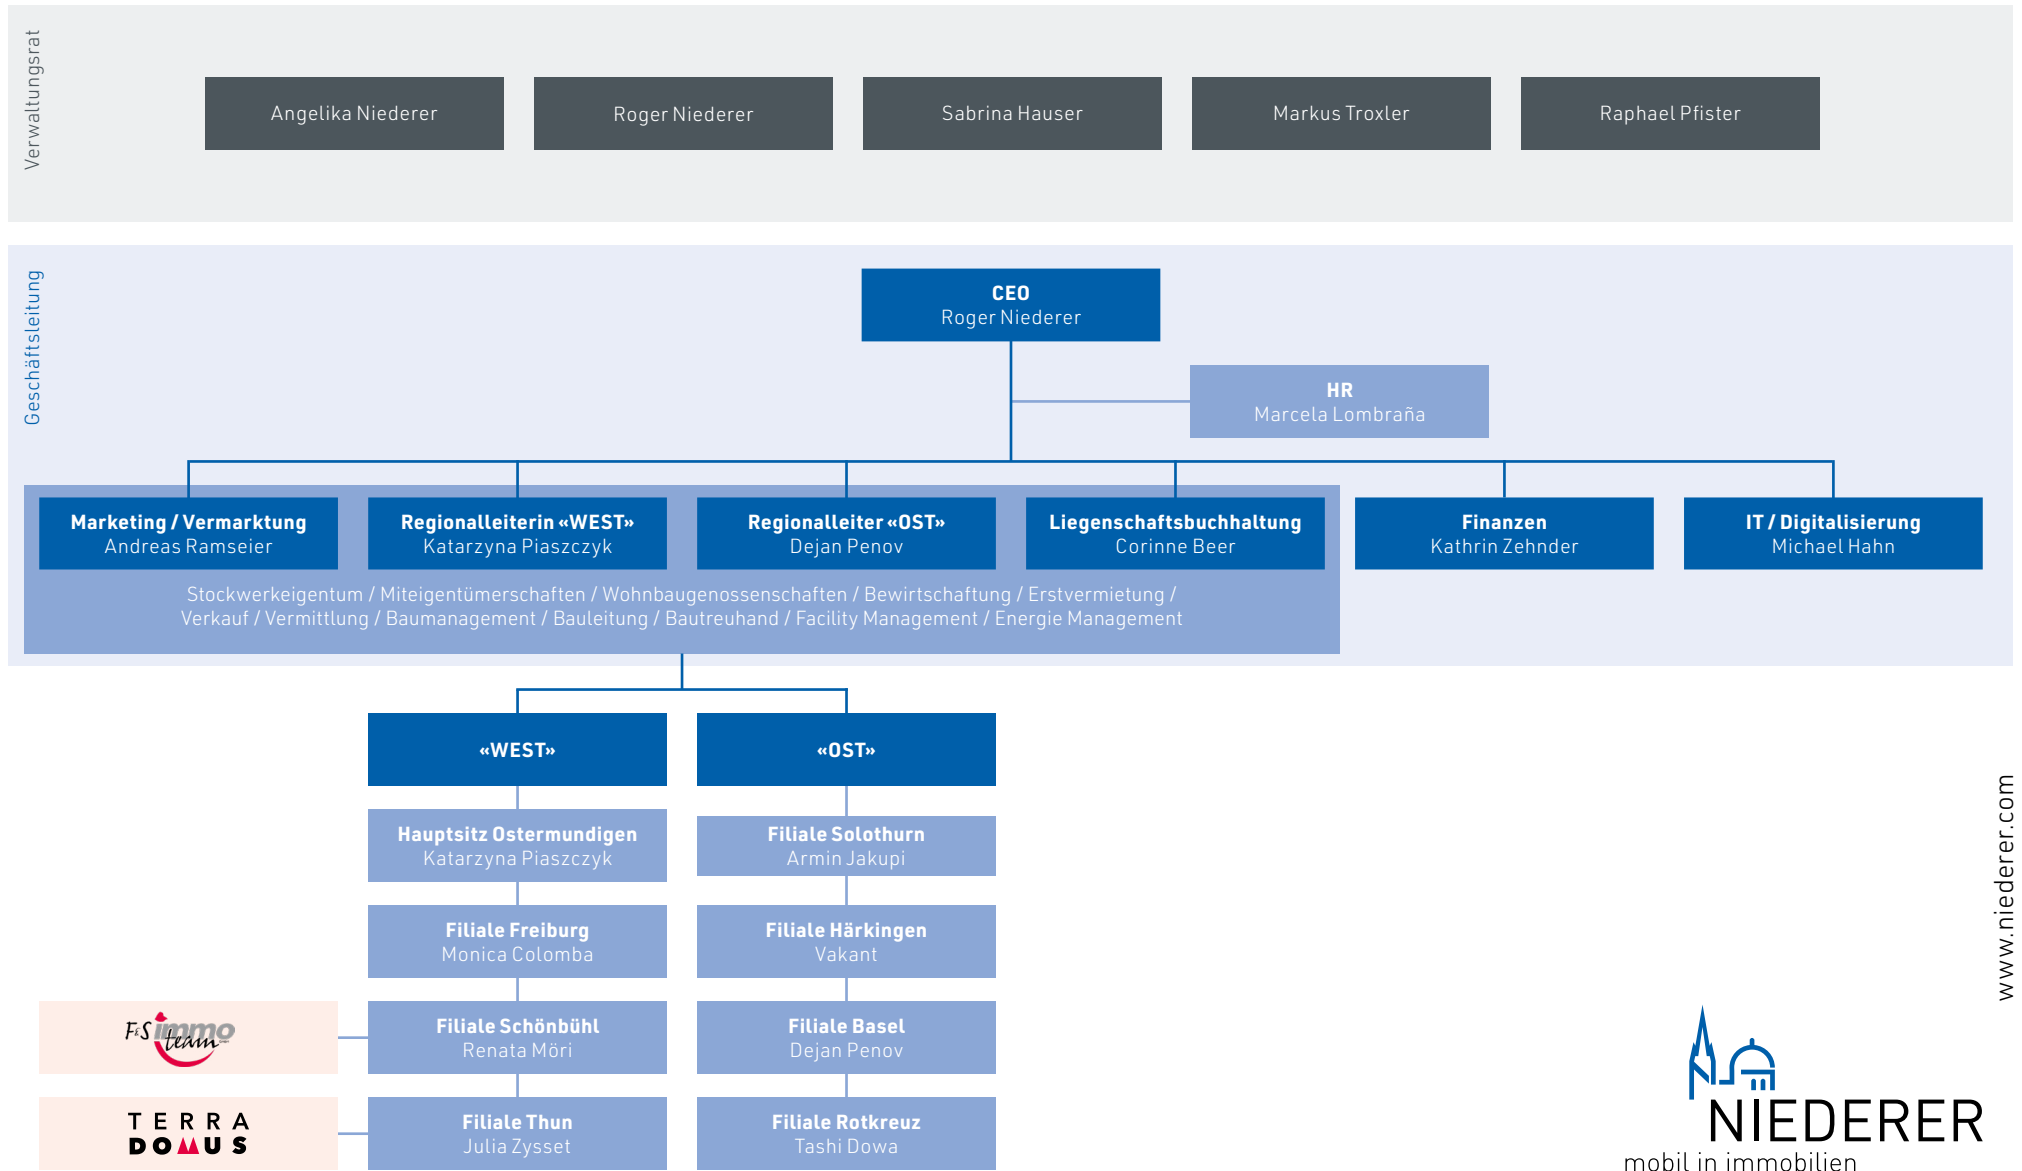 Verwaltungsrat
Angelika Niederer
Roger Niederer
Sabrina Hauser
Markus Troxler
Raphael Pfister
Geschäftsleitung
CEO
Roger Niederer
HR
Marcela Lombraña
Marketing / Vermarktung
Andreas Ramseier
Regionalleiterin «WEST»
Katarzyna Piaszczyk
Regionalleiter «OST»
Dejan Penov
Liegenschaftsbuchhaltung
Corinne Beer
Finanzen
Kathrin Zehnder
IT / Digitalisierung
Michael Hahn
Stockwerkeigentum / Miteigentümerschaften / Wohnbaugenossenschaften / Bewirtschaftung / Erstvermietung /
Verkauf / Vermittlung / Baumanagement / Bauleitung / Bautreuhand / Facility Management / Energie Management
«WEST»
«OST»
Hauptsitz Ostermundigen
Katarzyna Piaszczyk
Filiale Solothurn
Armin Jakupi
Filiale Freiburg
Monica Colomba
Filiale Härkingen
Vakant
F&S immo
team
Filiale Schönbühl
Renata Möri
Filiale Basel
Dejan Penov
TERRA
DOMUS
Filiale Thun
Julia Zysset
Filiale Rotkreuz
Tashi Dowa
www.niederer.com
NIEDERER
mobil in immobilien